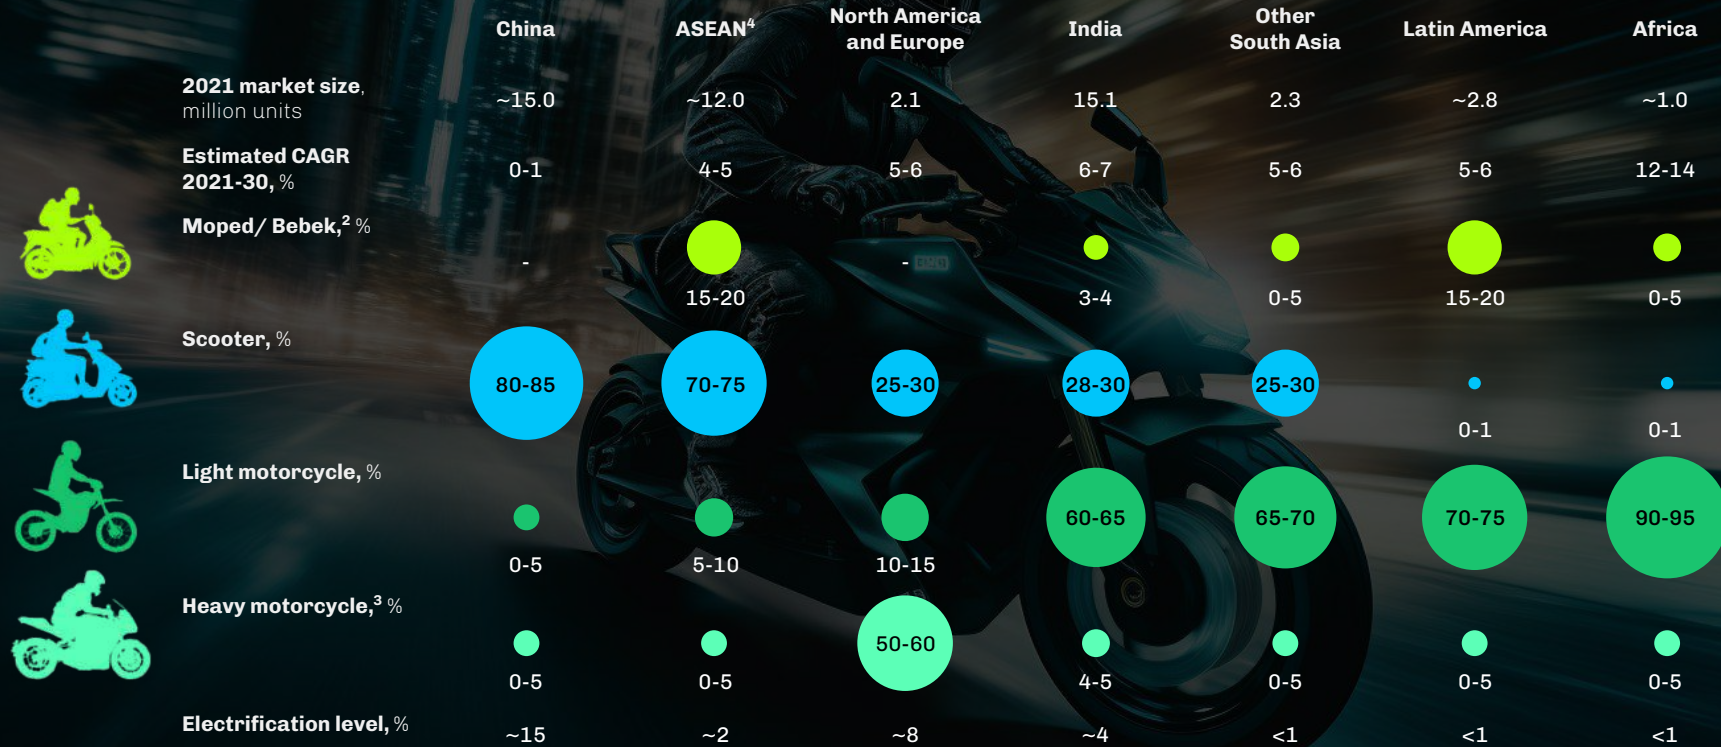 China ASEAN⁴ North America and Europe India Other South Asia Latin America Africa
2021 market size, million units ~15.0 ~12.0 2.1 15.1 2.3 ~2.8 ~1.0
Estimated CAGR 2021-30, % 0-1 4-5 5-6 6-7 5-6 5-6 12-14
Moped/ Bebek,² % - 15-20 - 3-4 0-5 15-20 0-5
Scooter, % 80-85 70-75 25-30 28-30 25-30 0-1 0-1
Light motorcycle, % 0-5 5-10 10-15 60-65 65-70 70-75 90-95
Heavy motorcycle,³ % 0-5 0-5 50-60 4-5 0-5 0-5 0-5
Electrification level, % ~15 ~2 ~8 ~4 <1 <1 <1